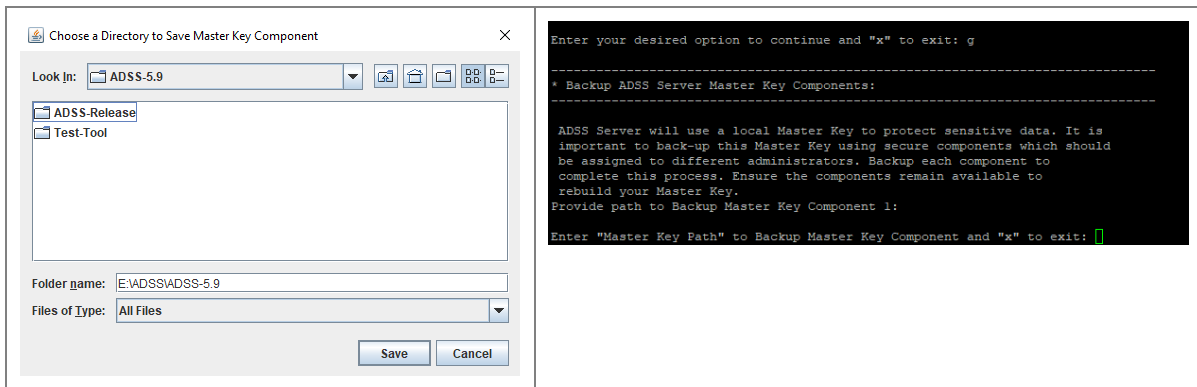 Choose a Directory to Save Master Key Component
Look In: ADSS-5.9
ADSS-Release
Test-Tool
Folder name: E:\ADSS\ADSS-5.9
Files of Type: All Files
Save Cancel
Enter your desired option to continue and "x" to exit: g
--------------------------------------------------------------------------------
* Backup ADSS Server Master Key Components:
--------------------------------------------------------------------------------
ADSS Server will use a local Master Key to protect sensitive data. It is
important to back-up this Master Key using secure components which should
be assigned to different administrators. Backup each component to
complete this process. Ensure the components remain available to
rebuild your Master Key.
Provide path to Backup Master Key Component 1:
Enter "Master Key Path" to Backup Master Key Component and "x" to exit: